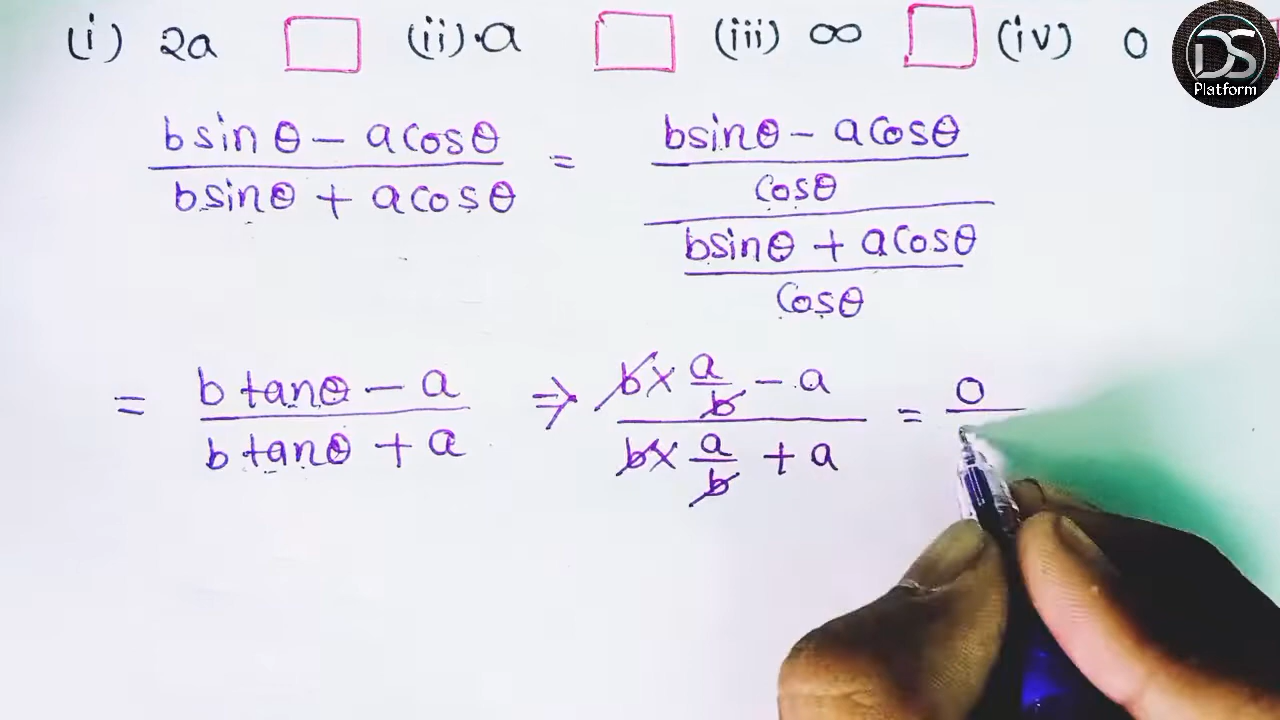 (i) 2a (ii) a (iii) ∞ (iv) 0
DS
Platform
(b sin θ − a cos θ)/(b sin θ + a cos θ) = ((b sin θ − a cos θ)/cos θ)/((b sin θ + a cos θ)/cos θ)
= (b tan θ − a)/(b tan θ + a) ⇒ (b × a/b − a)/(b × a/b + a) = 0/